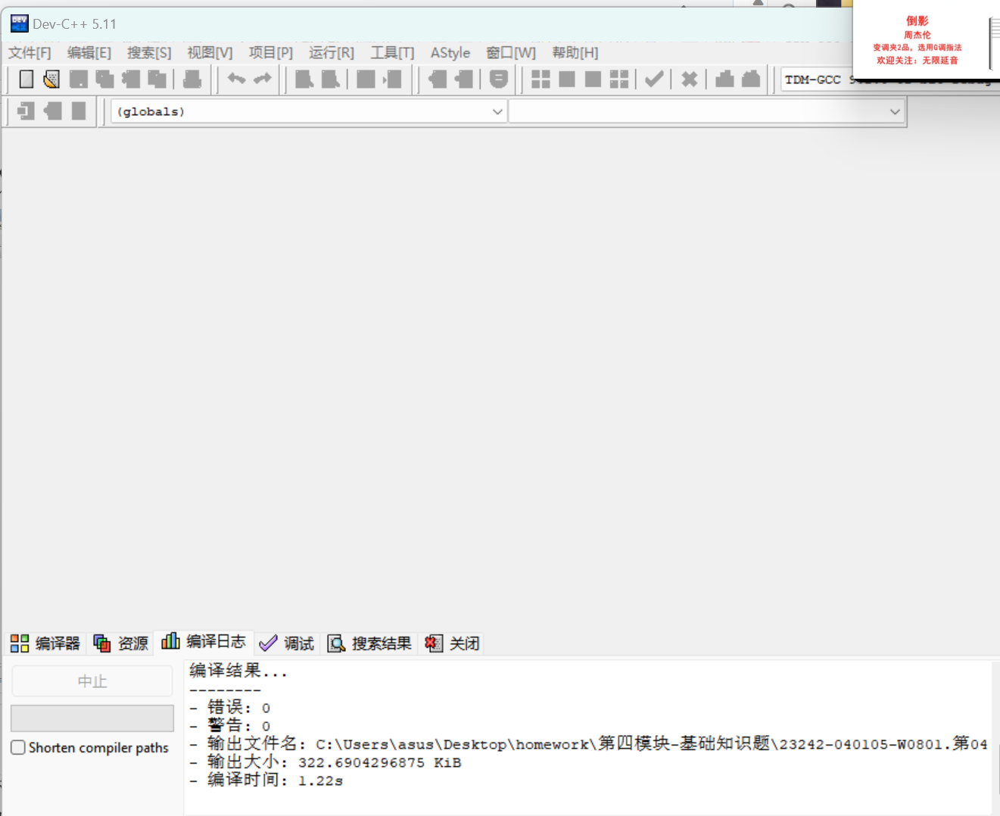 Dev-C++ 5.11
文件[F] 编辑[E] 搜索[S] 视图[V] 项目[P] 运行[R] 工具[T] AStyle 窗口[W] 帮助[H]
倒影
周杰伦
变调夹2品，选用G调指法
欢迎关注：无限延音
TDM-GCC
(globals)
编译器 资源 编译日志 调试 搜索结果 关闭
中止
Shorten compiler paths
编译结果...
--------
- 错误: 0
- 警告: 0
- 输出文件名: C:\Users\asus\Desktop\homework\第四模块-基础知识题\23242-040105-W0801.第04
- 输出大小: 322.6904296875 KiB
- 编译时间: 1.22s